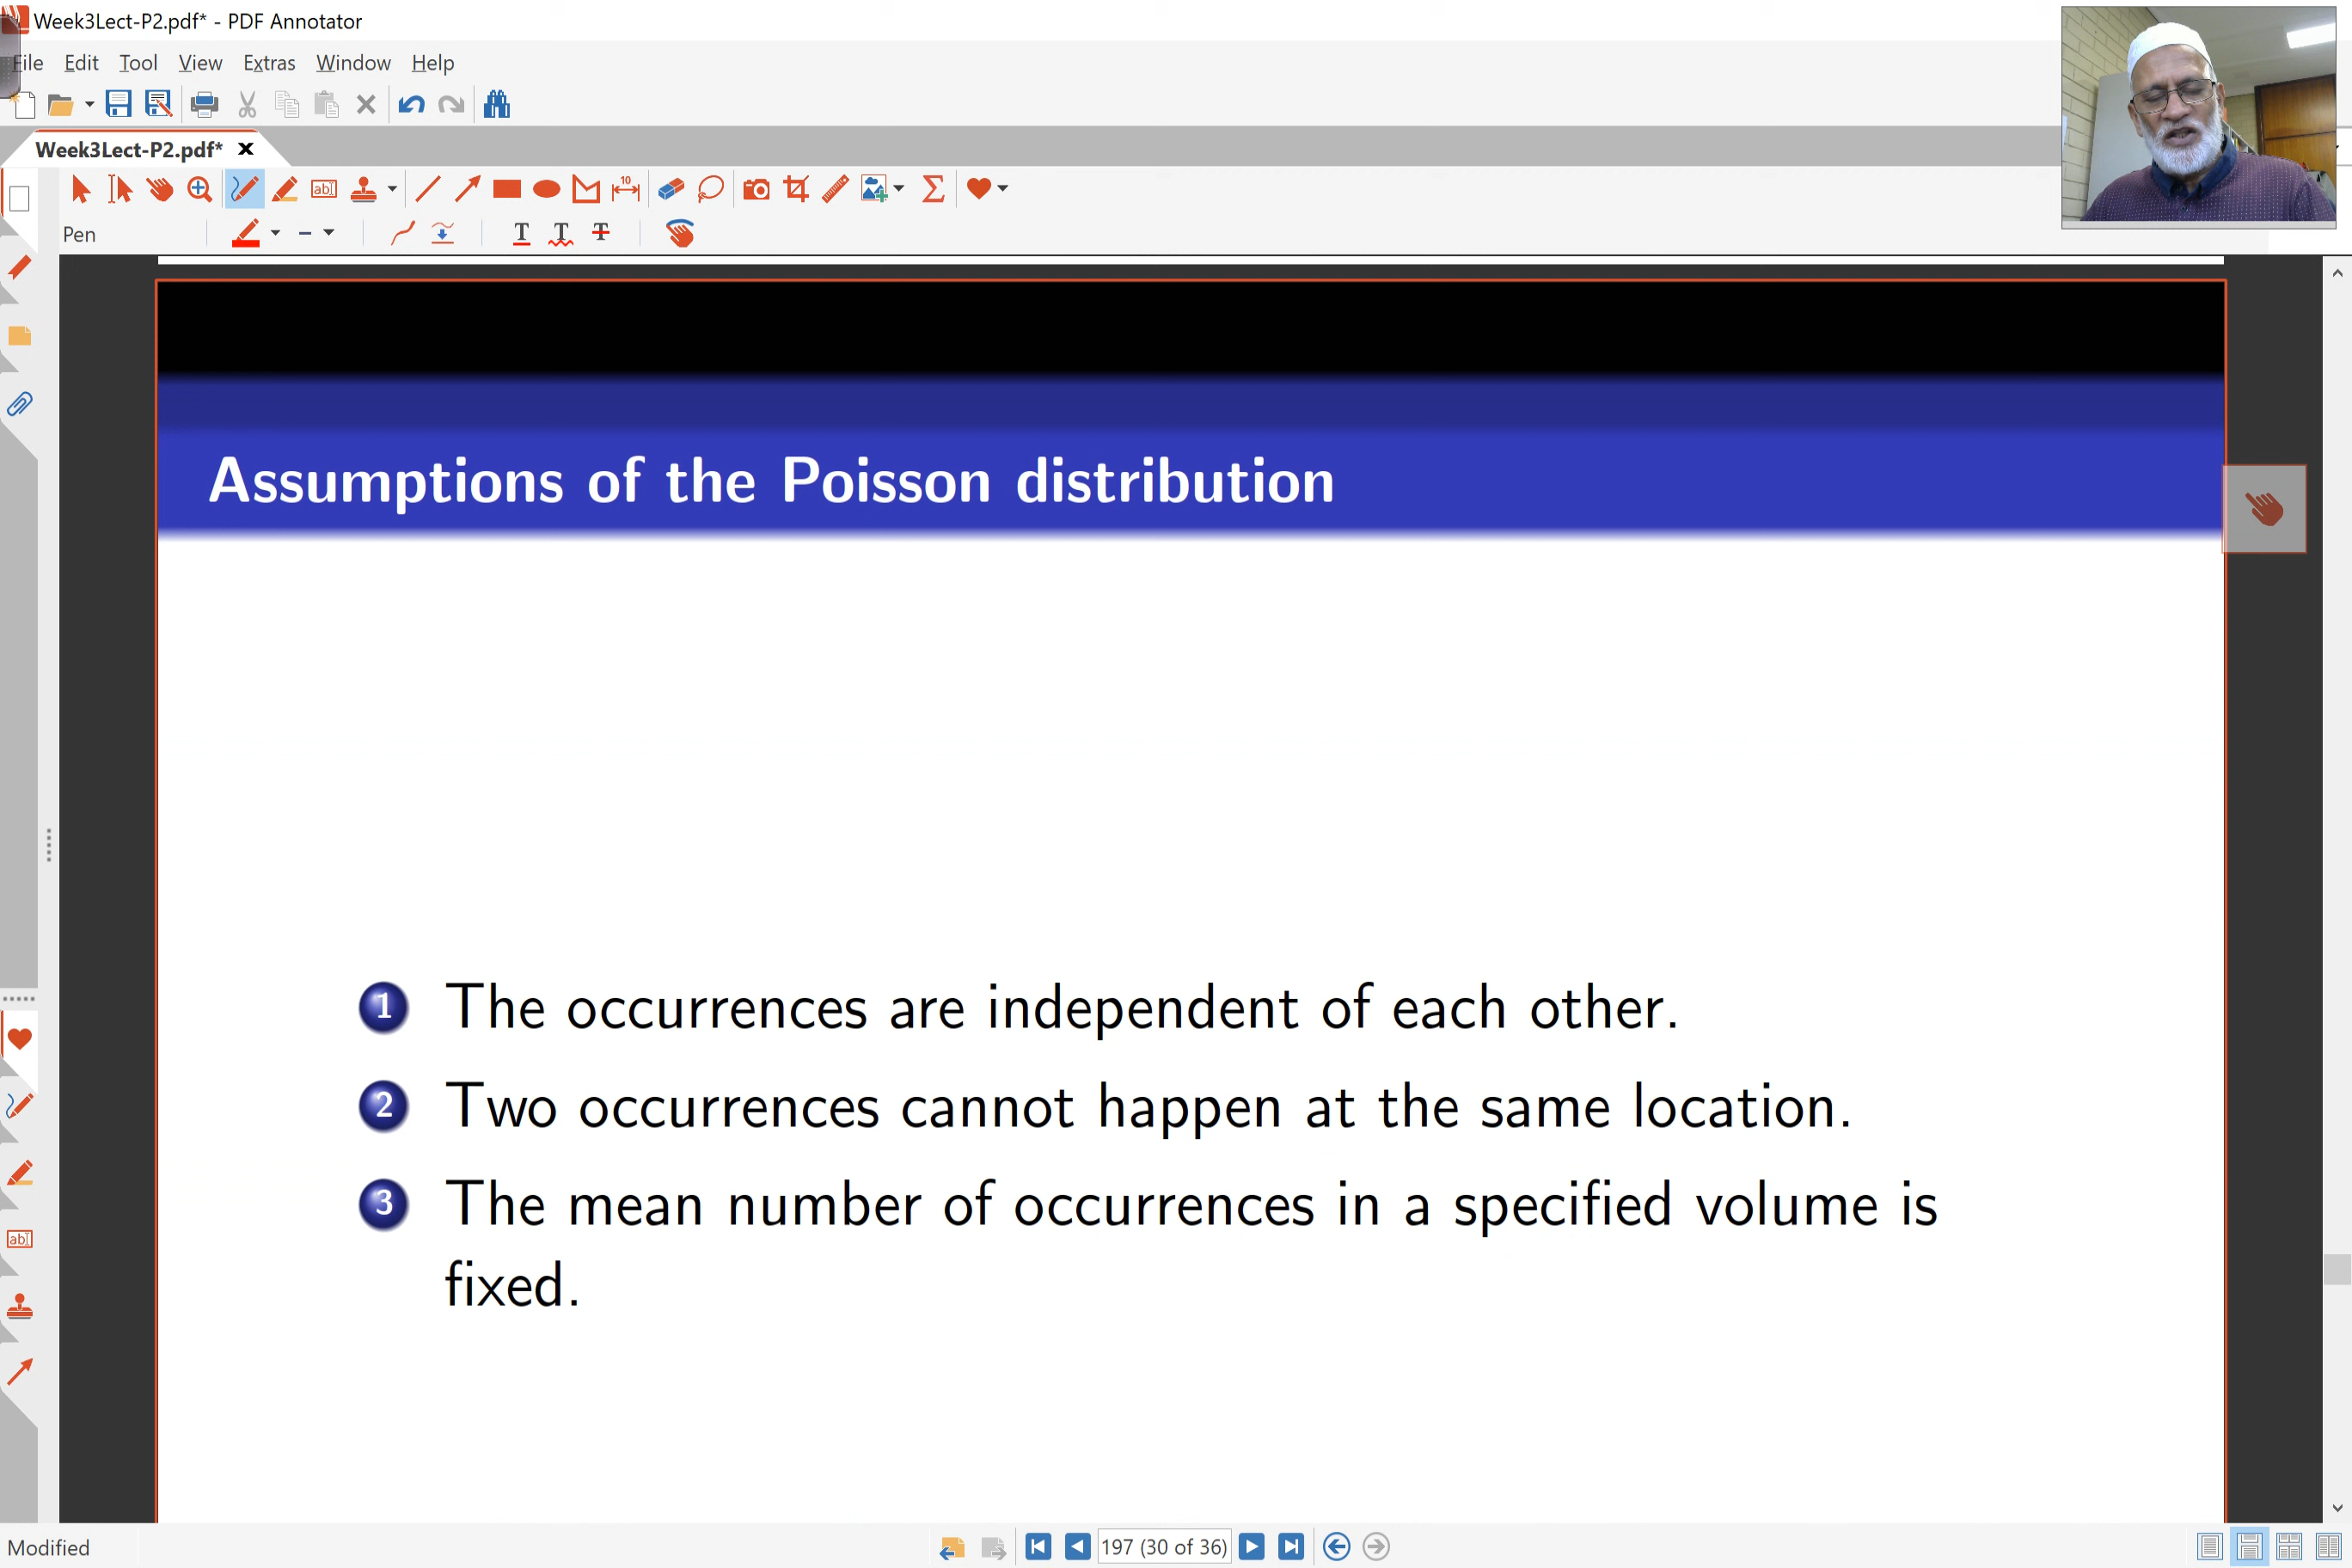 Week3Lect-P2.pdf* - PDF Annotator
File Edit Tool View Extras Window Help
Week3Lect-P2.pdf*
Pen
Assumptions of the Poisson distribution
1 The occurrences are independent of each other.
2 Two occurrences cannot happen at the same location.
3 The mean number of occurrences in a specified volume is
fixed.
Modified
197 (30 of 36)